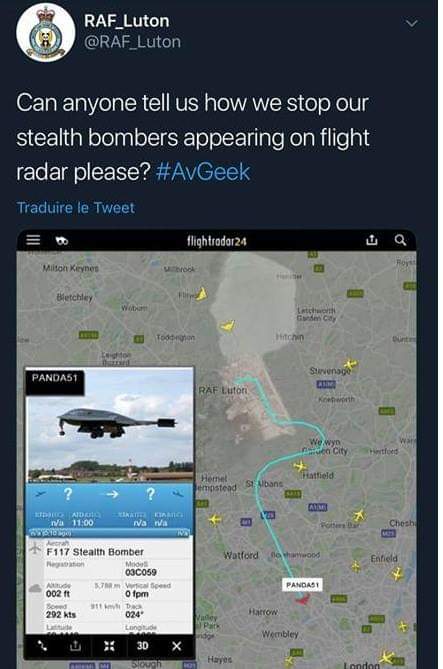 RAF_Luton
@RAF_Luton
Can anyone tell us how we stop our
stealth bombers appearing on flight
radar please? #AvGeek
Traduire le Tweet
flightradar24
Milton Keynes
Millbrook
Bletchley
Woburn
Letchworth
Garden City
Toddington
Hitchin
Leighton
Buzzard
Stevenage
PANDA51
RAF Luton
Knebworth
Welwyn
Garden City
Hertford
Hemel
Hempstead
St Albans
Hatfield
? → ?
n/a 11:00 n/a n/a
Potters Bar
Aircraft
F117 Stealth Bomber
Registration
ModeS
03C059
Watford
Borehamwood
Enfield
Altitude
002 ft
5,788 m
Vertical Speed
0 fpm
PANDA51
Speed
292 kts
911 km/h
Track
024°
Harrow
Latitude
Longitude
Wembley
3D
Slough
Hayes
London